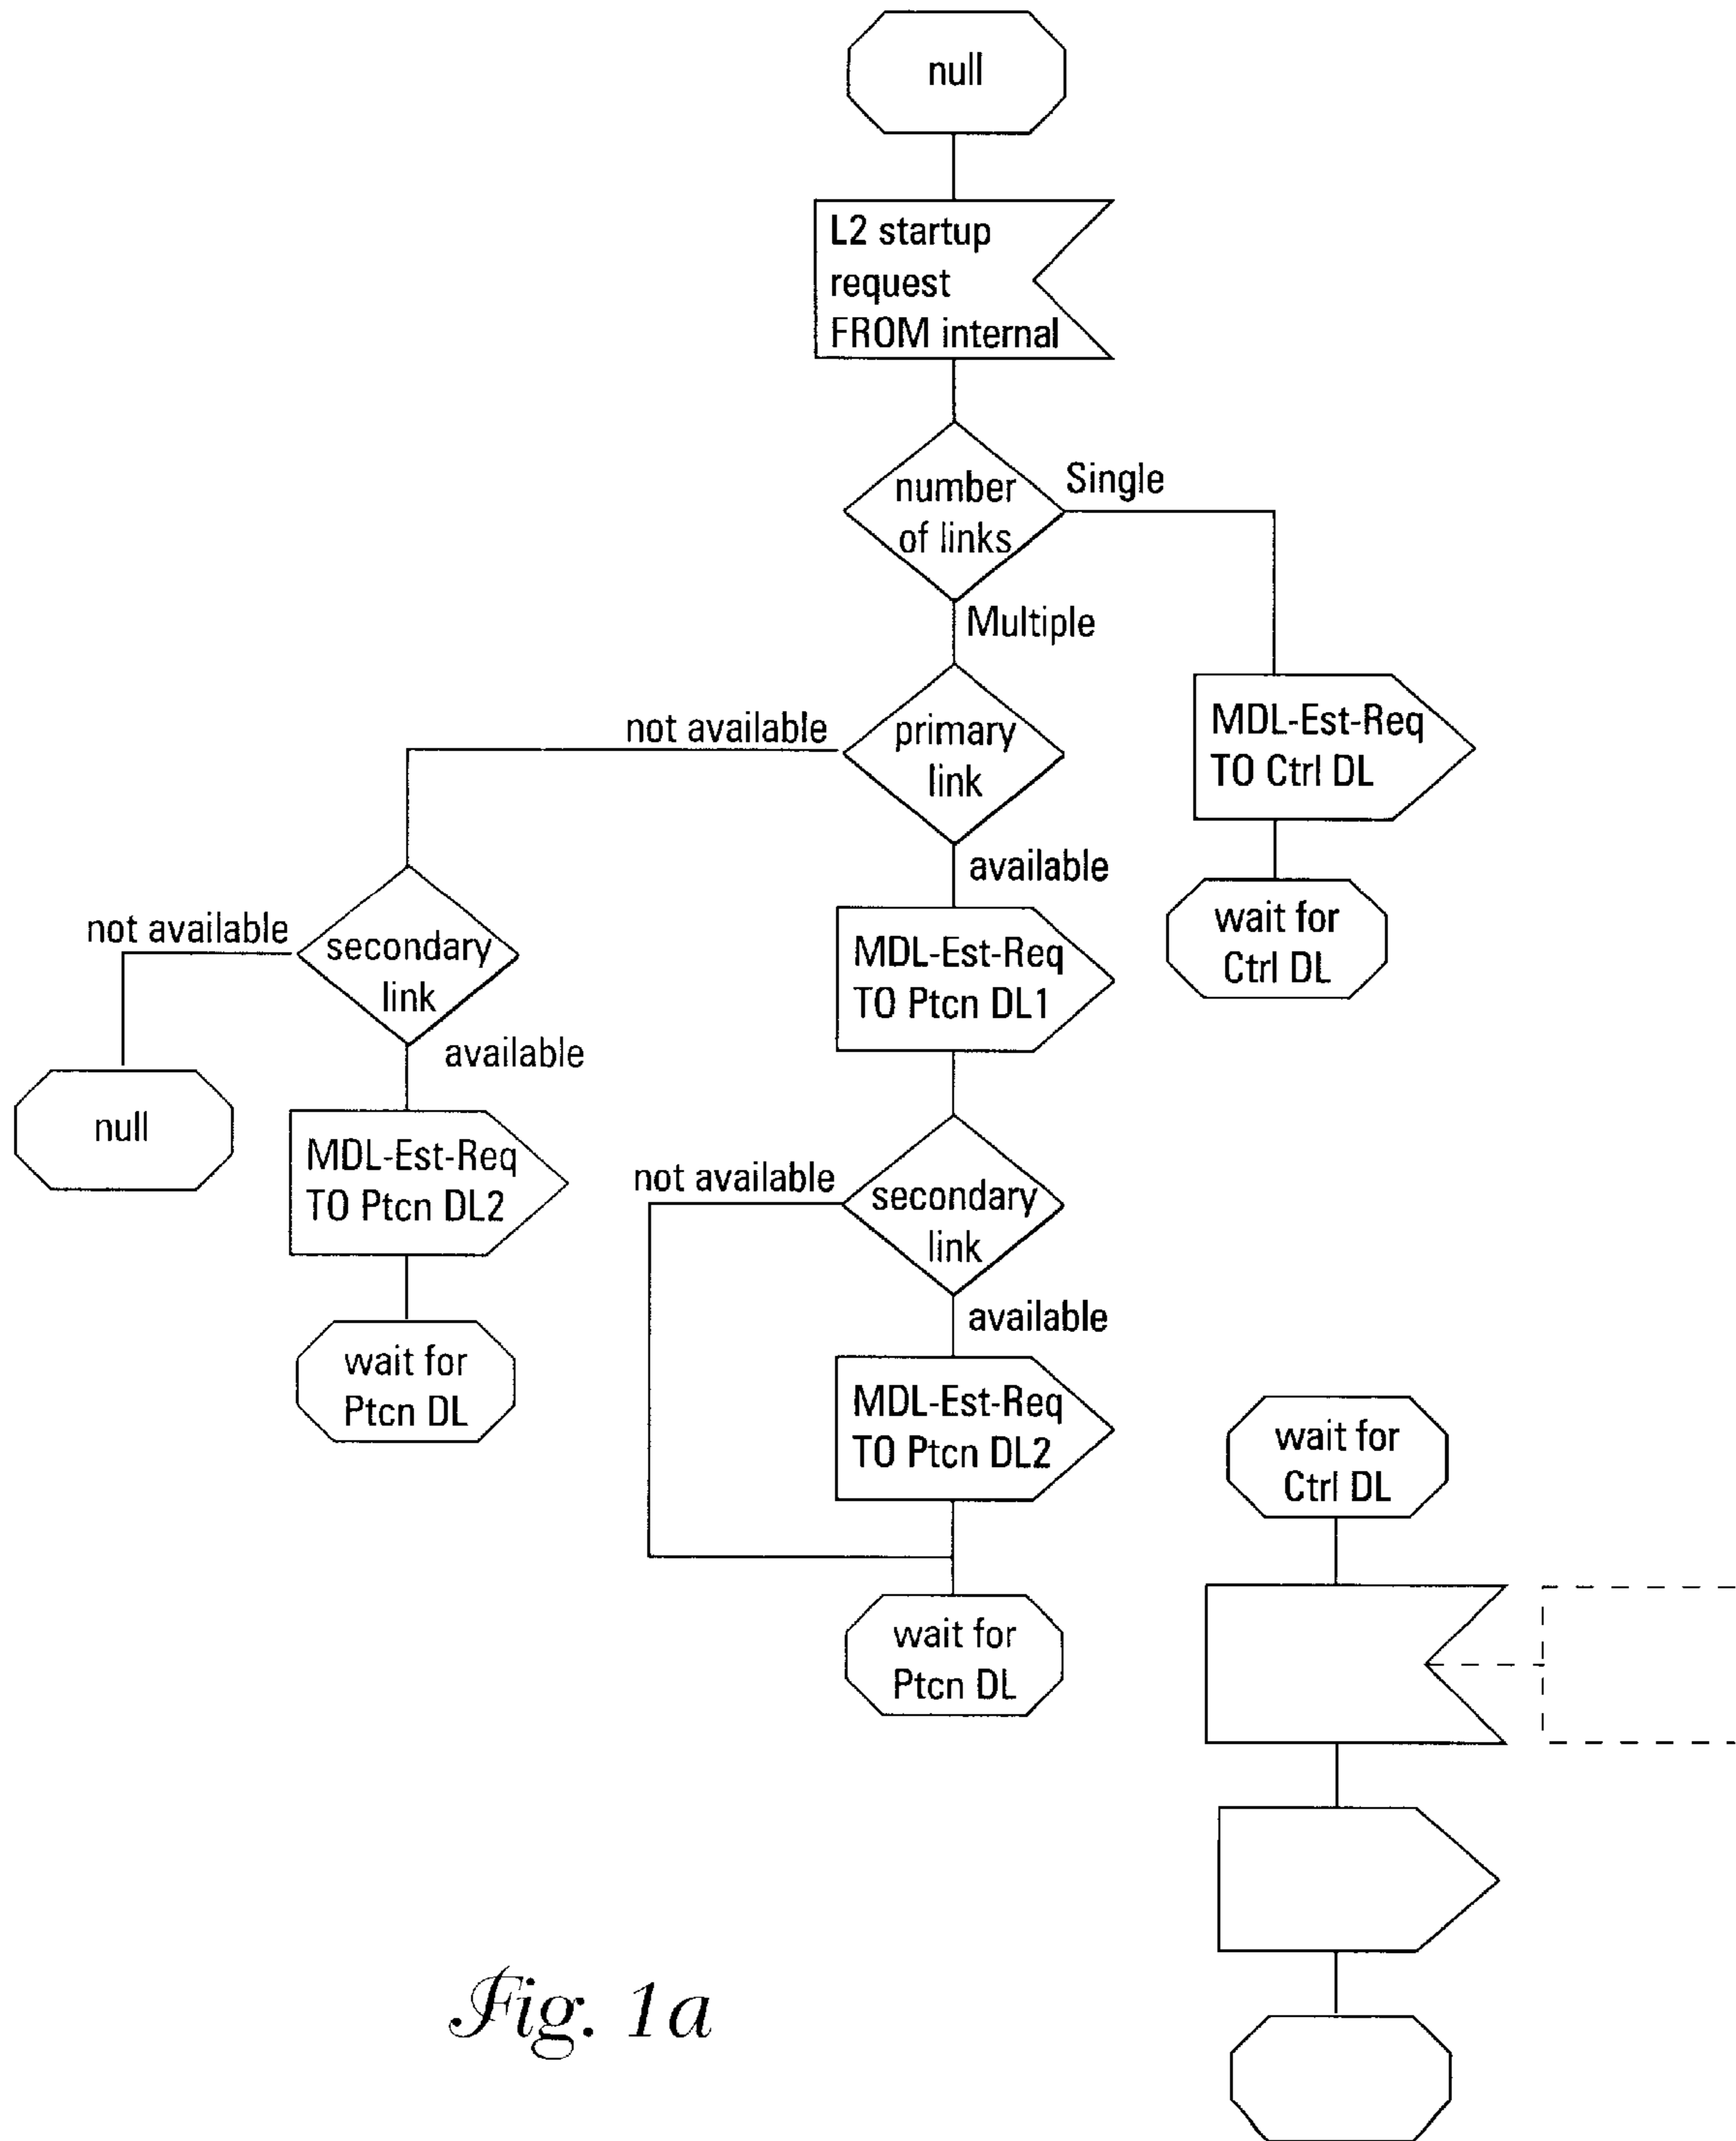 null
L2 startup
request
FROM internal
number
of links
Single
Multiple
not available
primary
link
MDL-Est-Req
TO Ctrl DL
available
wait for
Ctrl DL
not available
secondary
link
MDL-Est-Req
TO Ptcn DL1
available
null
MDL-Est-Req
TO Ptcn DL2
not available
secondary
link
available
wait for
Ptcn DL
MDL-Est-Req
TO Ptcn DL2
wait for
Ctrl DL
wait for
Ptcn DL
Fig. 1a